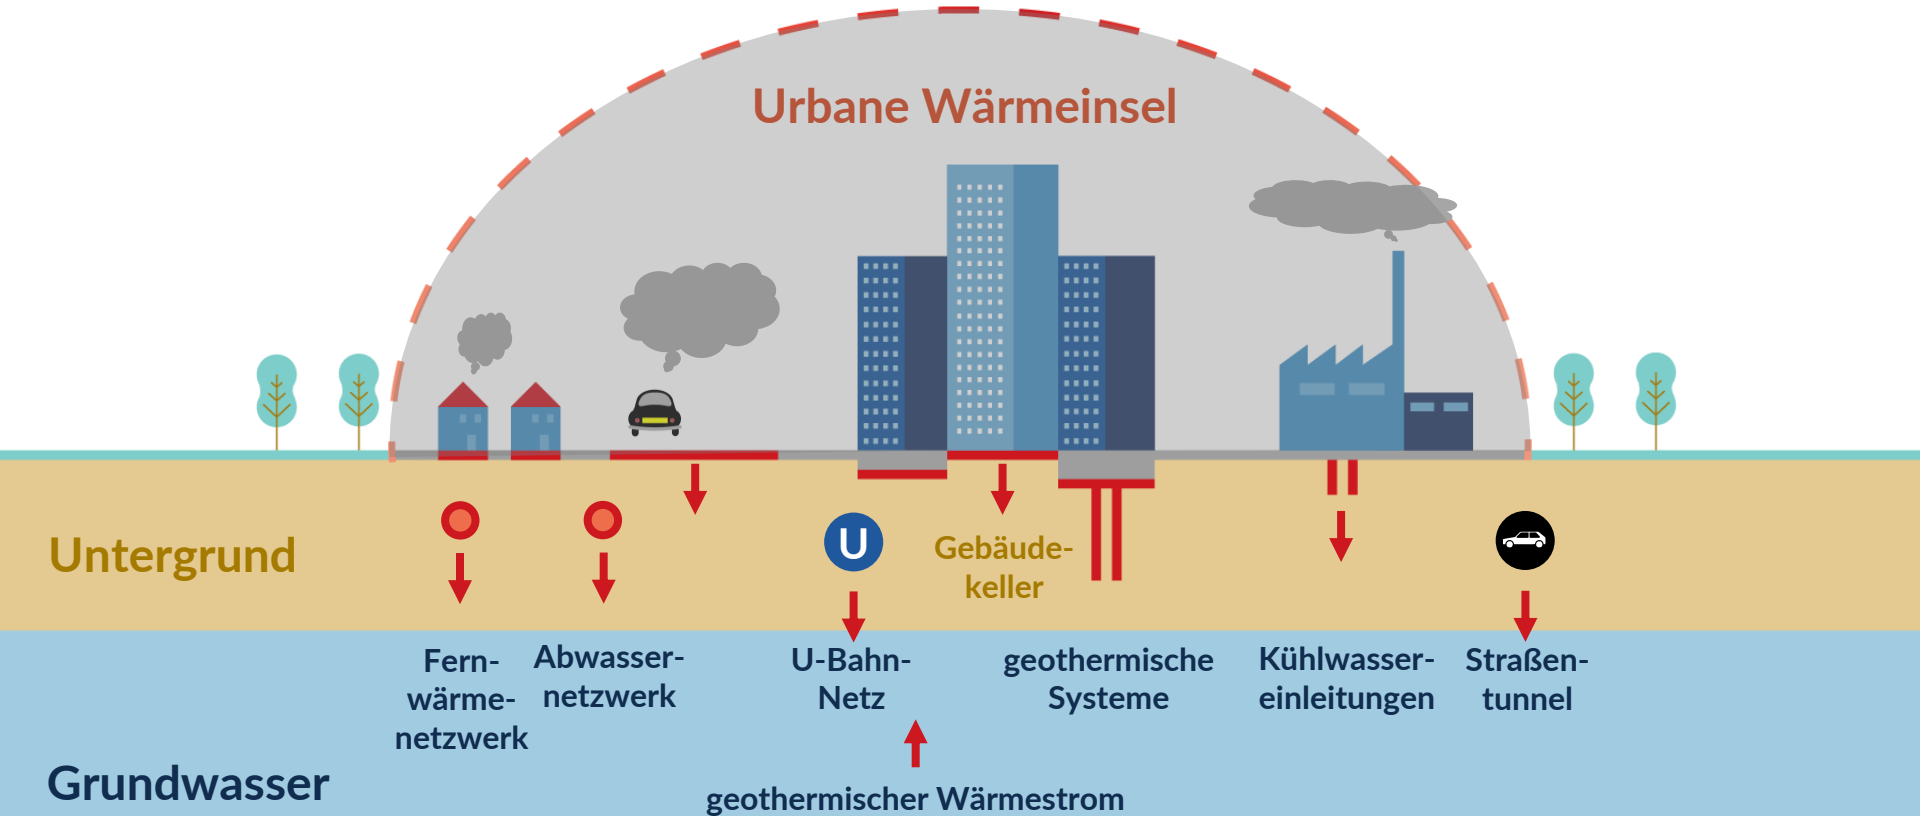 Urbane Wärmeinsel
Untergrund
U
Gebäude-
keller
Fern-
wärme-
netzwerk
Abwasser-
netzwerk
U-Bahn-
Netz
geothermische
Systeme
Kühlwasser-
einleitungen
Straßen-
tunnel
Grundwasser
geothermischer Wärmestrom